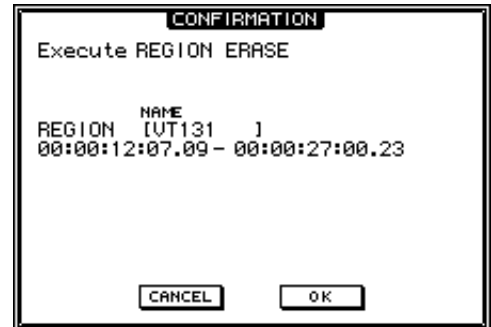 CONFIRMATION
Execute REGION ERASE
NAME
REGION [VT131 ]
00:00:12:07.09 - 00:00:27:00.23
CANCEL OK